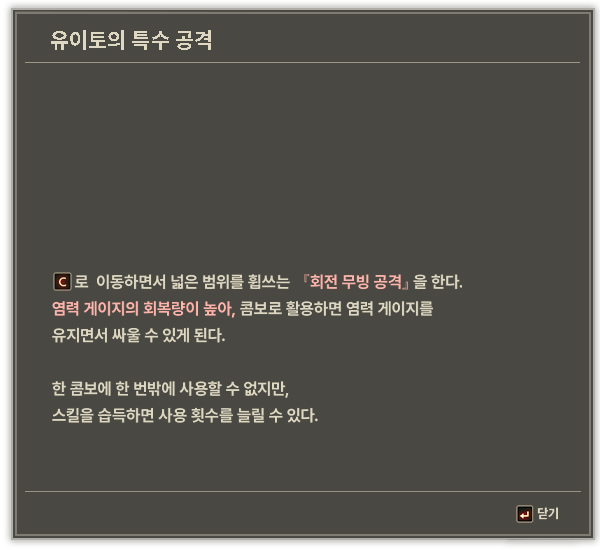 유이토의 특수 공격
C로 이동하면서 넓은 범위를 휩쓰는 『회전 무빙 공격』을 한다.
염력 게이지의 회복량이 높아, 콤보로 활용하면 염력 게이지를
유지면서 싸울 수 있게 된다.
한 콤보에 한 번밖에 사용할 수 없지만,
스킬을 습득하면 사용 횟수를 늘릴 수 있다.
↵ 닫기